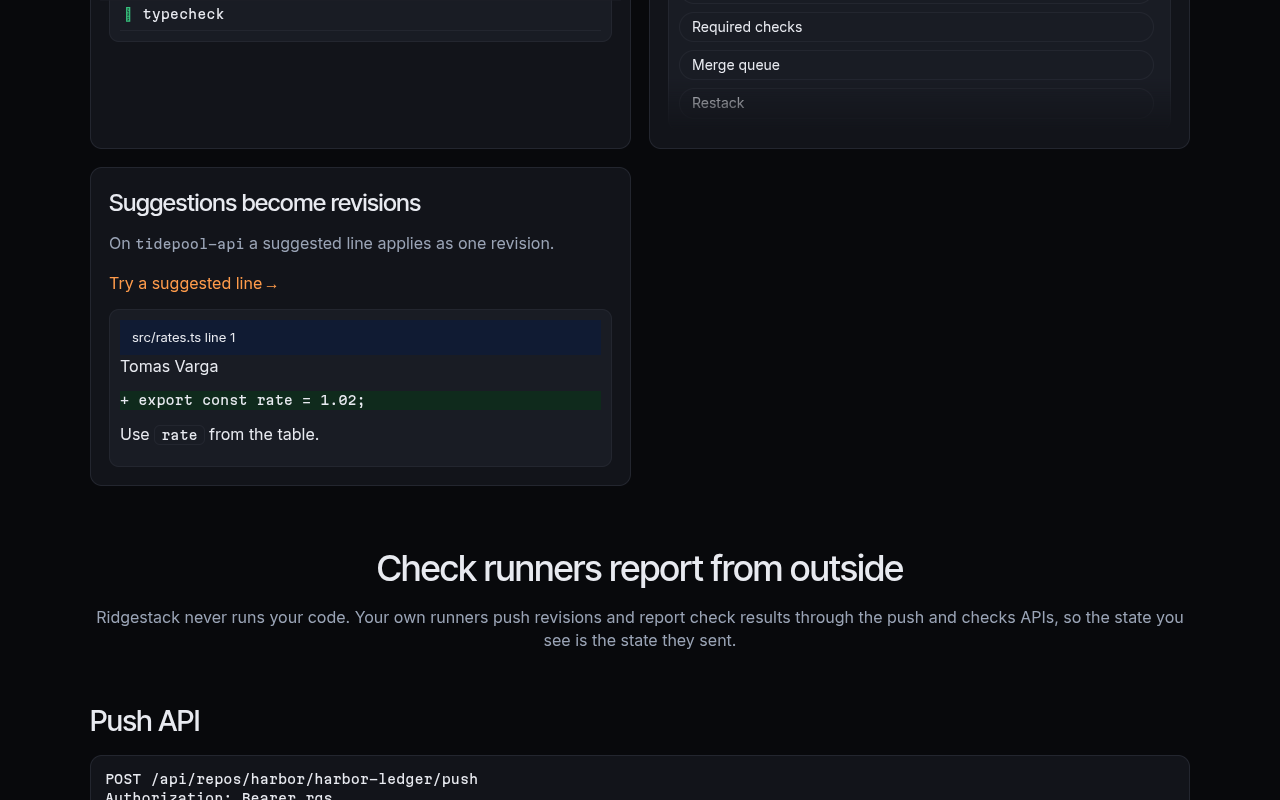 typecheck
Required checks
Merge queue
Restack
Suggestions become revisions
On tidepool-api a suggested line applies as one revision.
Try a suggested line→
src/rates.ts line 1
Tomas Varga
+ export const rate = 1.02;
Use rate from the table.
Check runners report from outside
Ridgestack never runs your code. Your own runners push revisions and report check results through the push and checks APIs, so the state you
see is the state they sent.
Push API
POST /api/repos/harbor/harbor-ledger/push
Authorization: Bearer rgs_